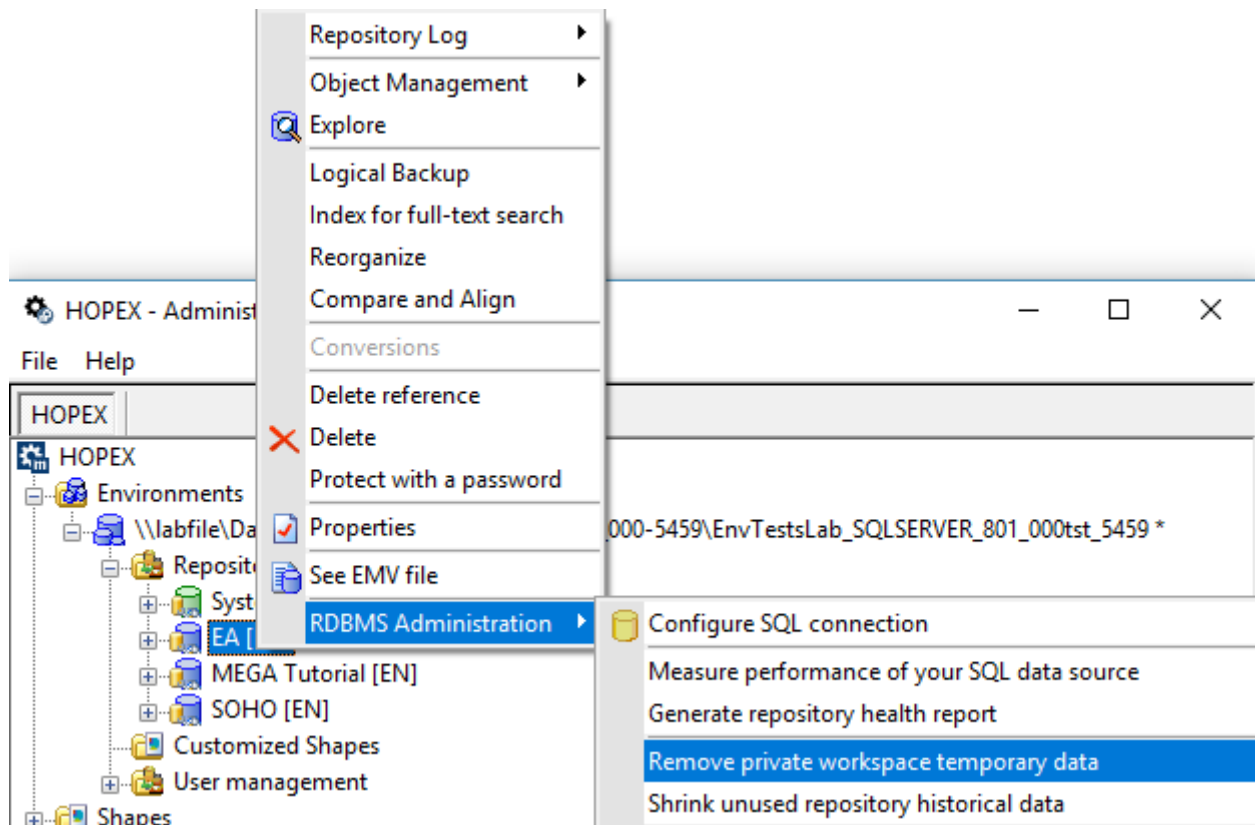 Repository Log
Object Management
Explore
Logical Backup
Index for full-text search
Reorganize
Compare and Align
Conversions
Delete reference
Delete
Protect with a password
Properties
See EMV file
RDBMS Administration
Configure SQL connection
Measure performance of your SQL data source
Generate repository health report
Remove private workspace temporary data
Shrink unused repository historical data
HOPEX - Administ
File Help
HOPEX
HOPEX
Environments
\\labfile\Da
_000-5459\EnvTestsLab_SQLSERVER_801_000tst_5459 *
Reposito
Syst
EA [
MEGA Tutorial [EN]
SOHO [EN]
Customized Shapes
User management
Shapes